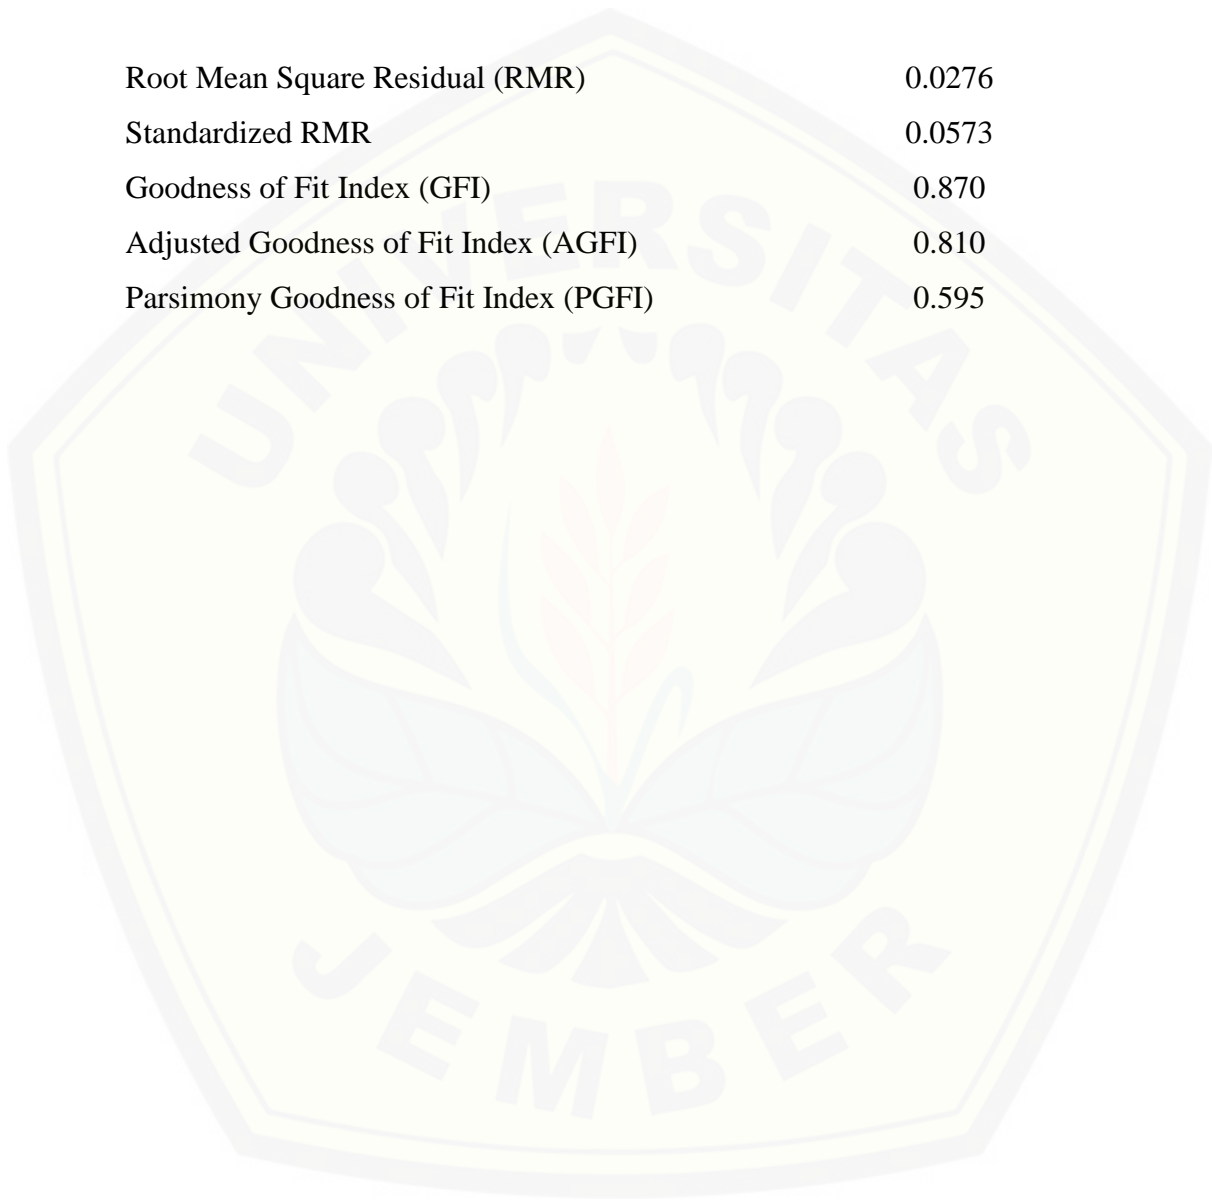 Root Mean Square Residual (RMR) 0.0276
Standardized RMR 0.0573
Goodness of Fit Index (GFI) 0.870
Adjusted Goodness of Fit Index (AGFI) 0.810
Parsimony Goodness of Fit Index (PGFI) 0.595
UNIVERSITAS
JEMBER